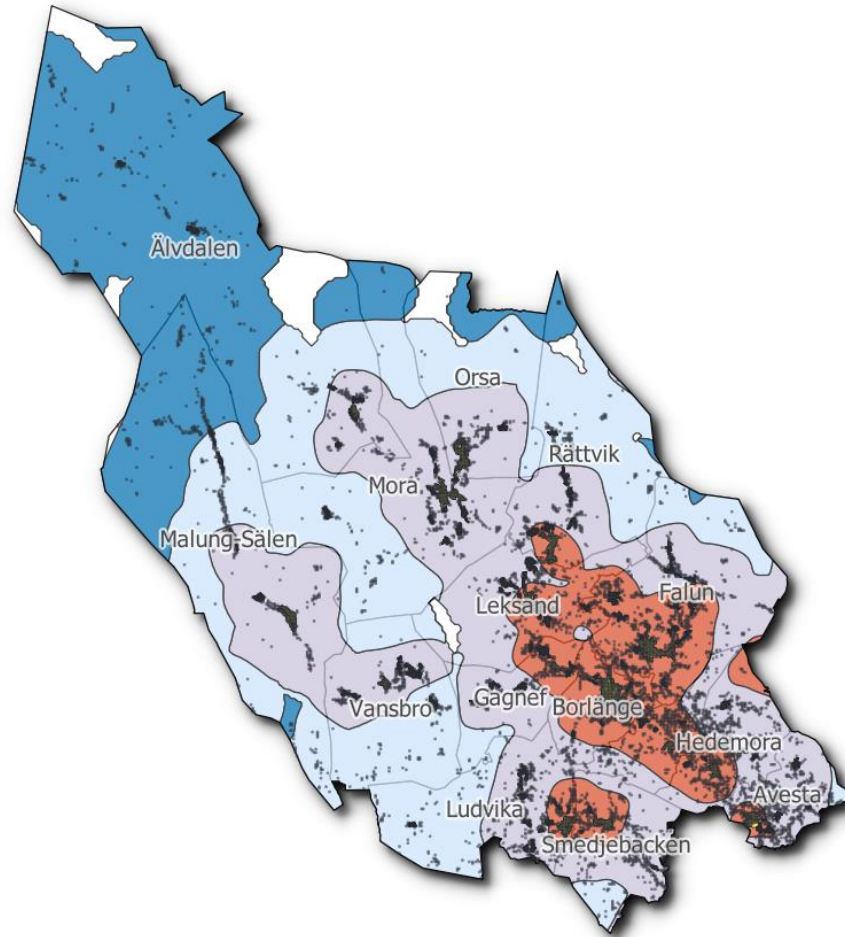 Älvdalen
Orsa
Rättvik
Mora
Malung-Sälen
Leksand
Falun
Vansbro
Gagnef
Borlänge
Hedemora
Avesta
Ludvika
Smedjebacken